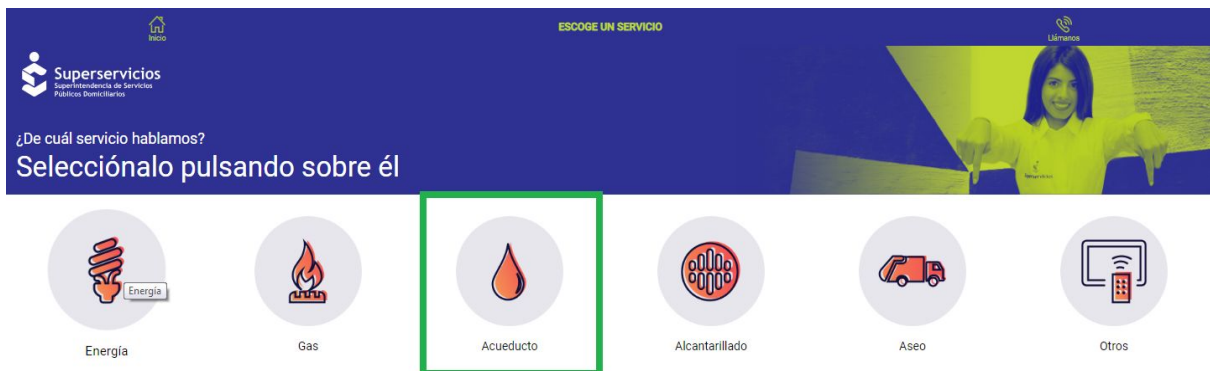 Inicio
ESCOGE UN SERVICIO
Llámanos
Superservicios
Superintendencia de Servicios
Públicos Domiciliarios
¿De cuál servicio hablamos?
Selecciónalo pulsando sobre él
Energía
Energía
Gas
Acueducto
Alcantarillado
Aseo
Otros